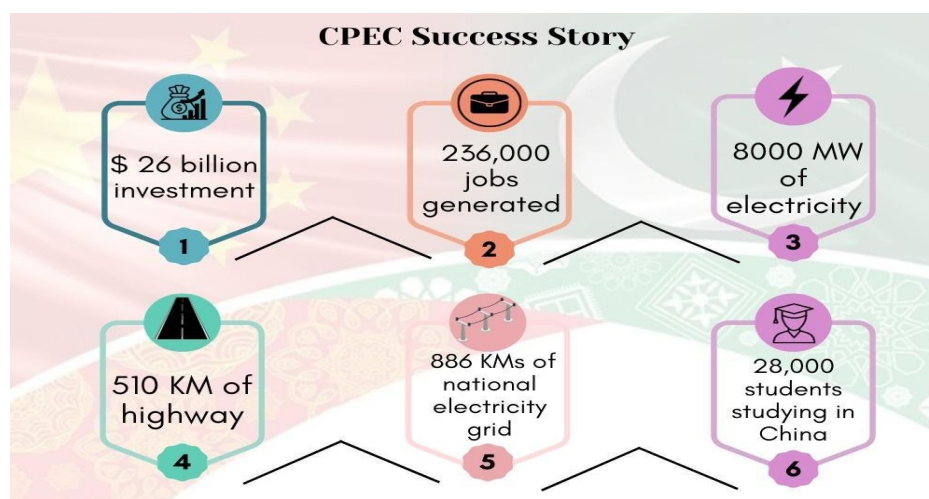 CPEC Success Story
$ 26 billion
investment
1
236,000
jobs
generated
2
8000 MW
of
electricity
3
510 KM of
highway
4
886 KMs of
national
electricity
grid
5
28,000
students
studying in
China
6